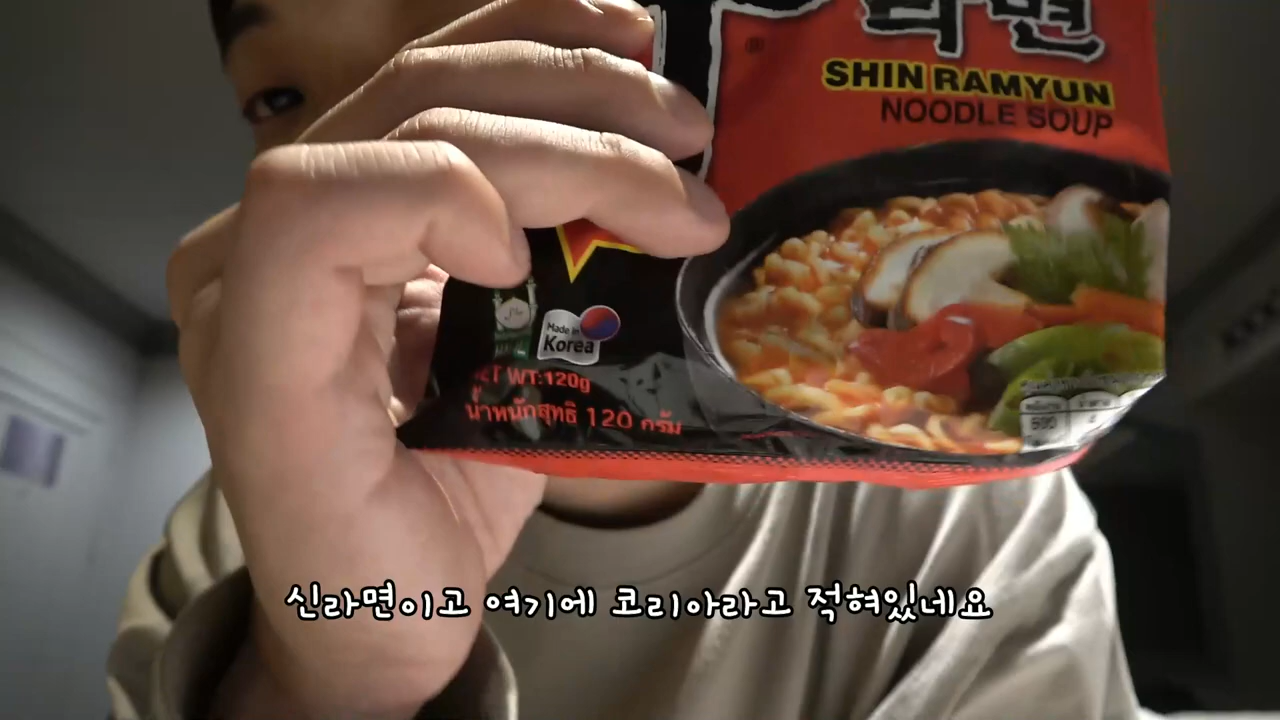 라면
SHIN RAMYUN
NOODLE SOUP
Made in
Korea
NET WT:120g
น้ำหนักสุทธิ 120 กรัม
신라면이고 여기에 코리아라고 적혀있네요